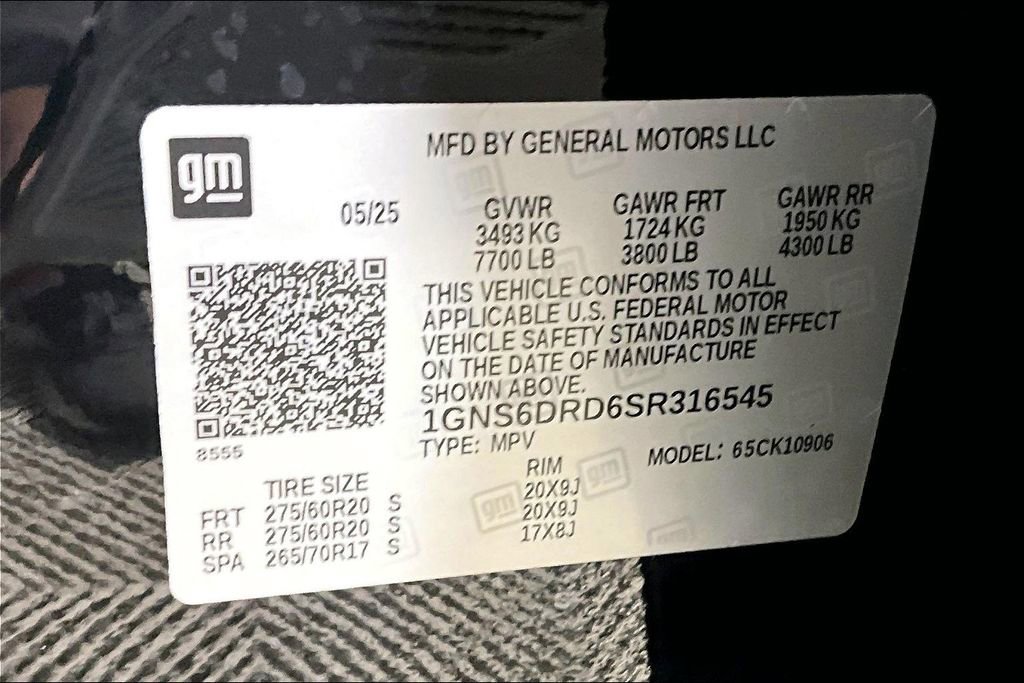 gm
MFD BY GENERAL MOTORS LLC
05/25
GVWR GAWR FRT GAWR RR
3493 KG 1724 KG 1950 KG
7700 LB 3800 LB 4300 LB
THIS VEHICLE CONFORMS TO ALL
APPLICABLE U.S. FEDERAL MOTOR
VEHICLE SAFETY STANDARDS IN EFFECT
ON THE DATE OF MANUFACTURE
SHOWN ABOVE.
1GNS6DRD6SR316545
TYPE: MPV MODEL: 65CK10906
8555
TIRE SIZE RIM
FRT 275/60R20 S 20X9J
RR 275/60R20 S 20X9J
SPA 265/70R17 S 17X8J
gm
gm